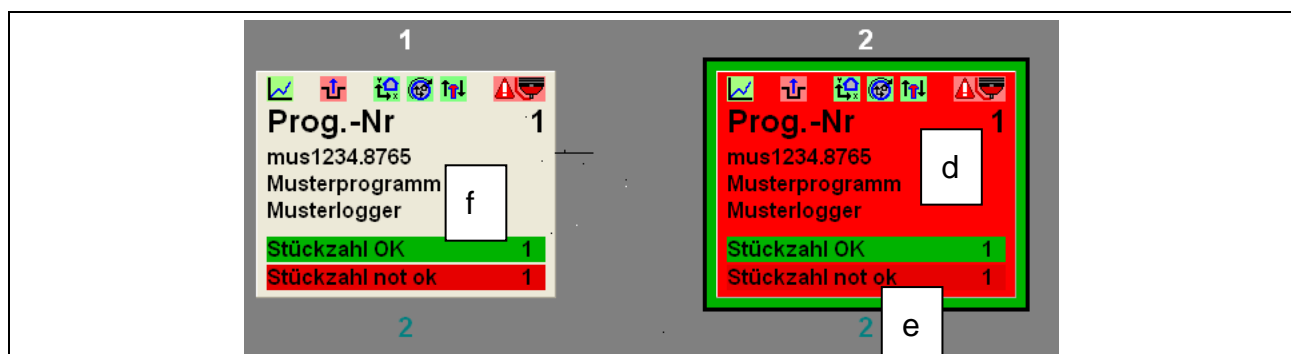 1
Prog.-Nr 1
mus1234.8765
Musterprogramm
Musterlogger
f
Stückzahl OK 1
Stückzahl not ok 1
2
2
Prog.-Nr 1
mus1234.8765
Musterprogramm
Musterlogger
d
Stückzahl OK 1
Stückzahl not ok 1
2
e